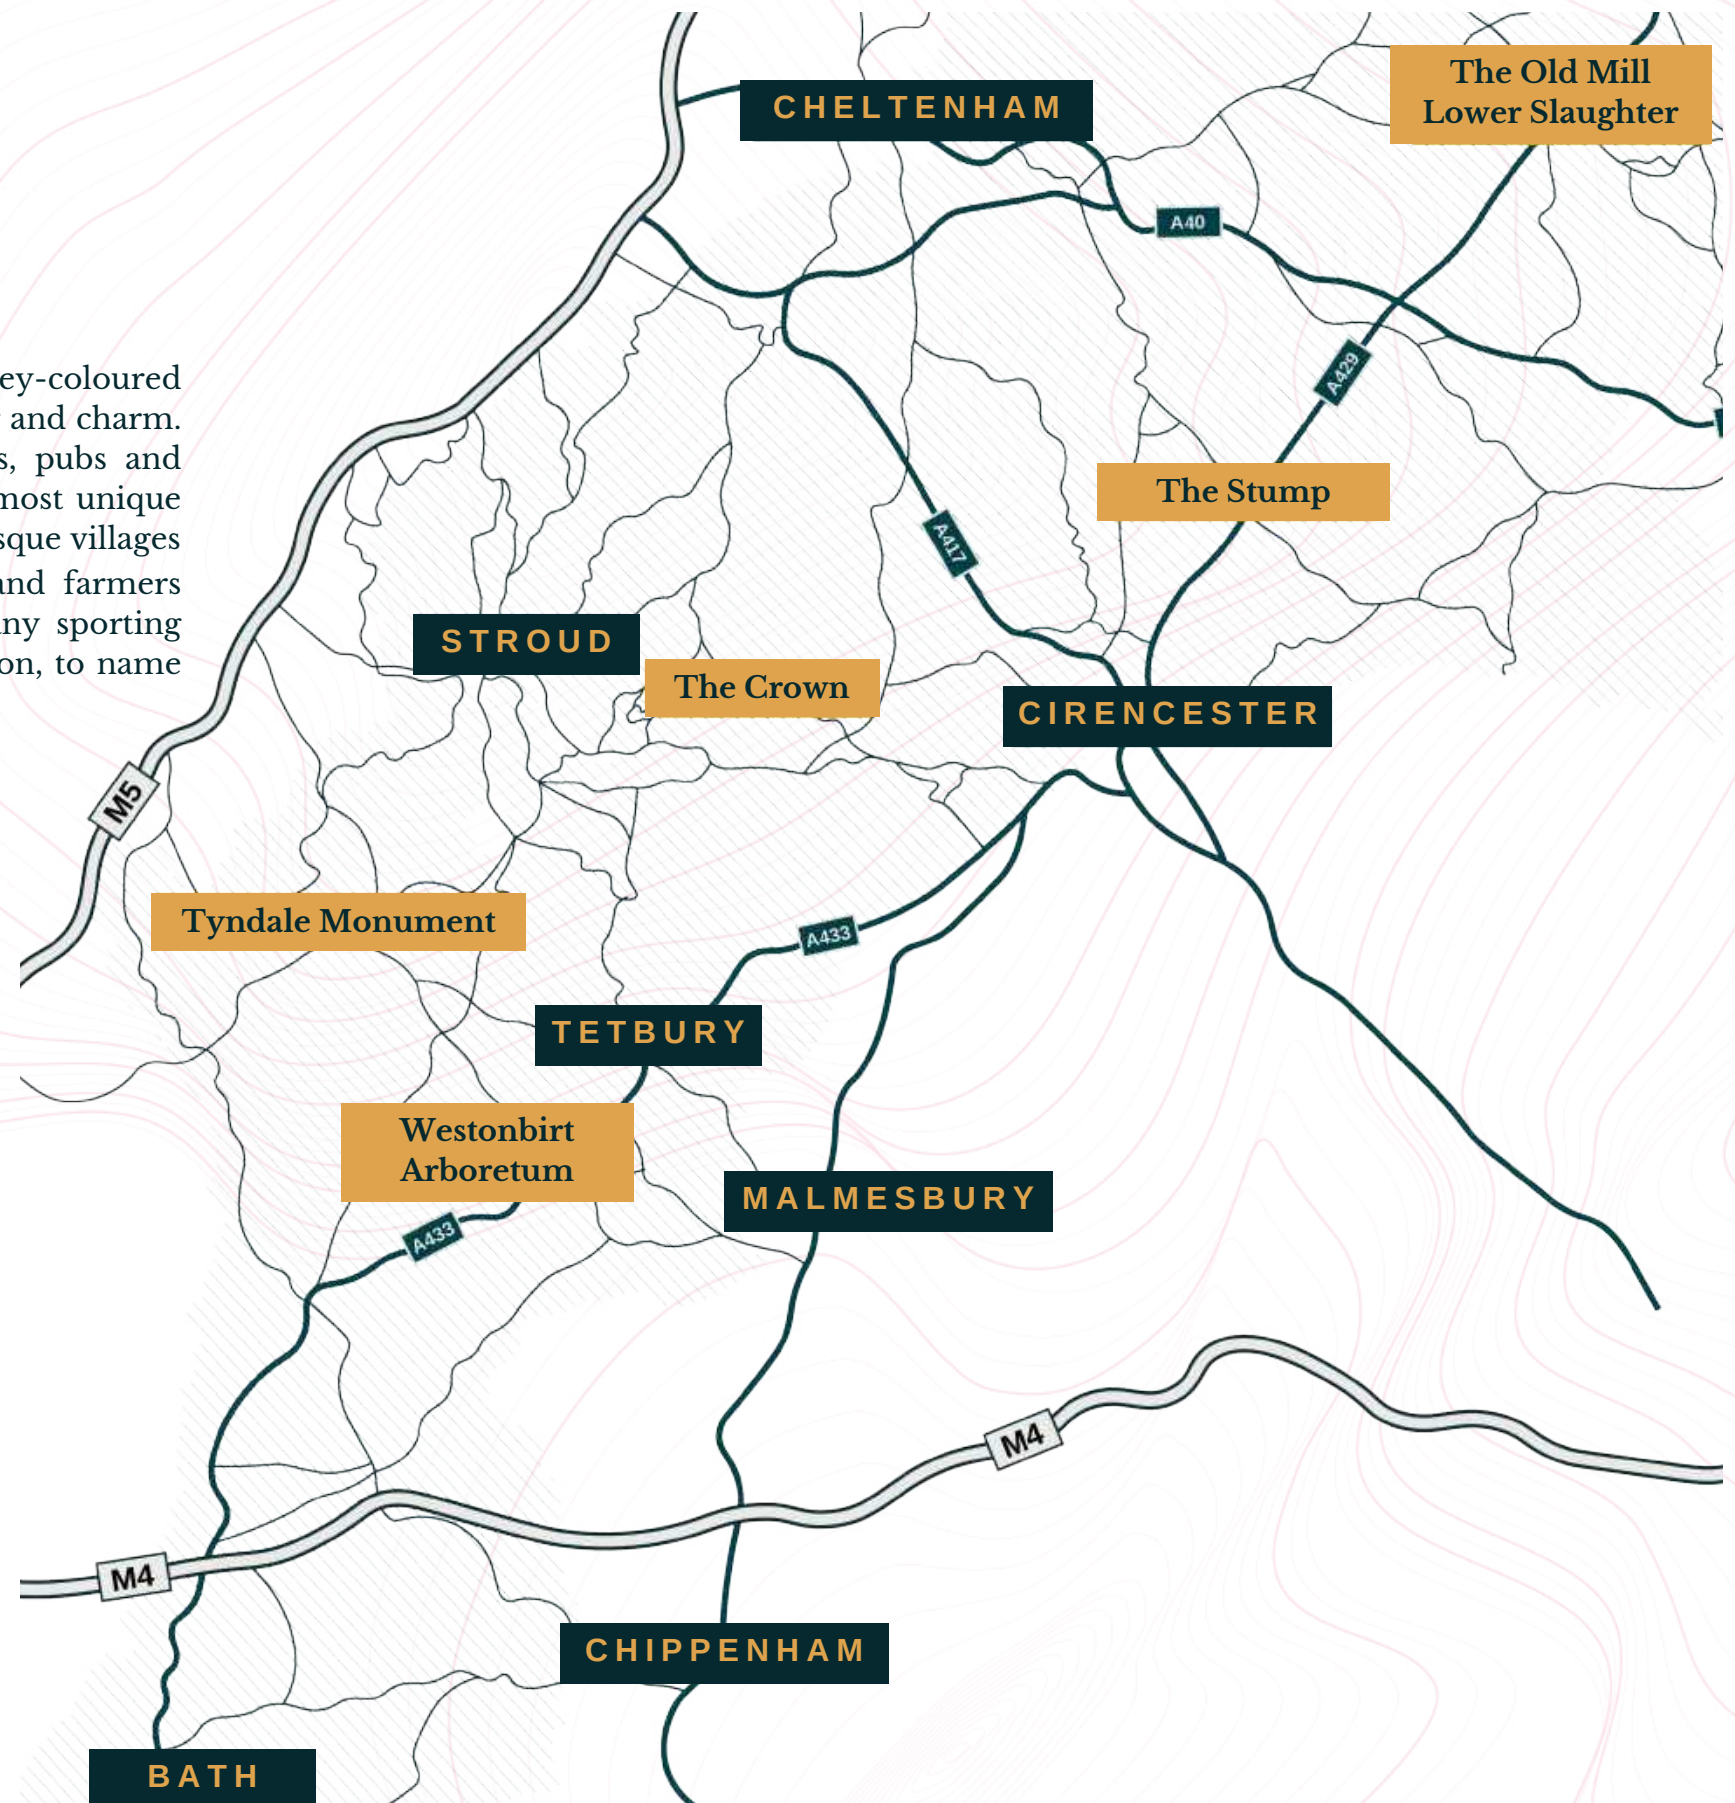 CHELTENHAM
The Old Mill
Lower Slaughter
A40
A429
ey-coloured
and charm.
s, pubs and
most unique
sque villages
and farmers
ny sporting
on, to name
The Stump
A417
STROUD
The Crown
CIRENCESTER
M5
Tyndale Monument
A433
TETBURY
Westonbirt
Arboretum
MALMESBURY
A433
M4
M4
CHIPPENHAM
BATH